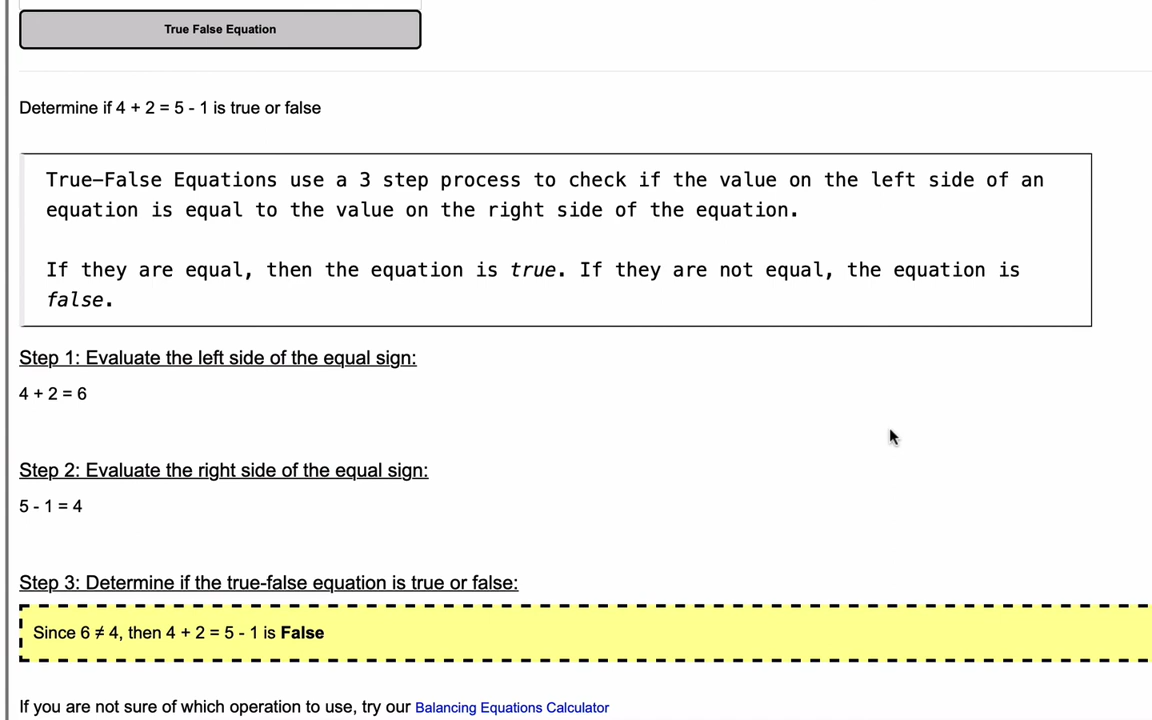 True False Equation
Determine if 4 + 2 = 5 - 1 is true or false
True-False Equations use a 3 step process to check if the value on the left side of an
equation is equal to the value on the right side of the equation.
If they are equal, then the equation is true. If they are not equal, the equation is
false.
Step 1: Evaluate the left side of the equal sign:
4 + 2 = 6
Step 2: Evaluate the right side of the equal sign:
5 - 1 = 4
Step 3: Determine if the true-false equation is true or false:
Since 6 ≠ 4, then 4 + 2 = 5 - 1 is False
If you are not sure of which operation to use, try our Balancing Equations Calculator